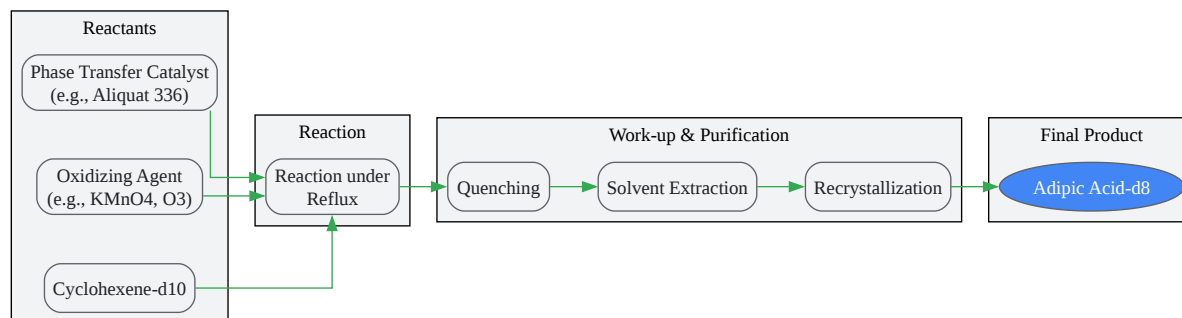 Reactants
Phase Transfer Catalyst
(e.g., Aliquat 336)
Oxidizing Agent
(e.g., KMnO4, O3)
Cyclohexene-d10
Reaction
Reaction under
Reflux
Work-up & Purification
Quenching
Solvent Extraction
Recrystallization
Final Product
Adipic Acid-d8